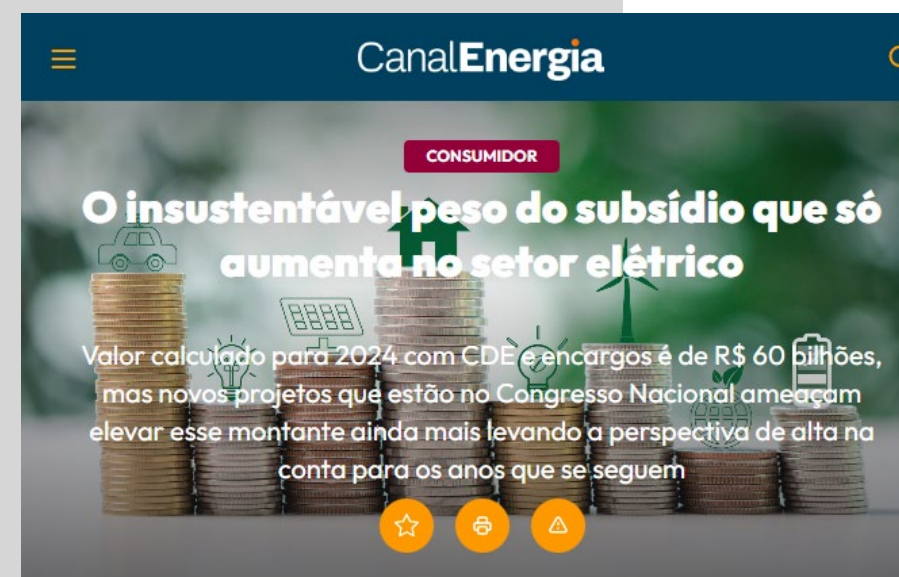 CanalEnergia
CONSUMIDOR
O insustentável peso do subsídio que só
aumenta no setor elétrico
Valor calculado para 2024 com CDE e encargos é de R$ 60 bilhões,
mas novos projetos que estão no Congresso Nacional ameaçam
elevar esse montante ainda mais levando a perspectiva de alta na
conta para os anos que se seguem